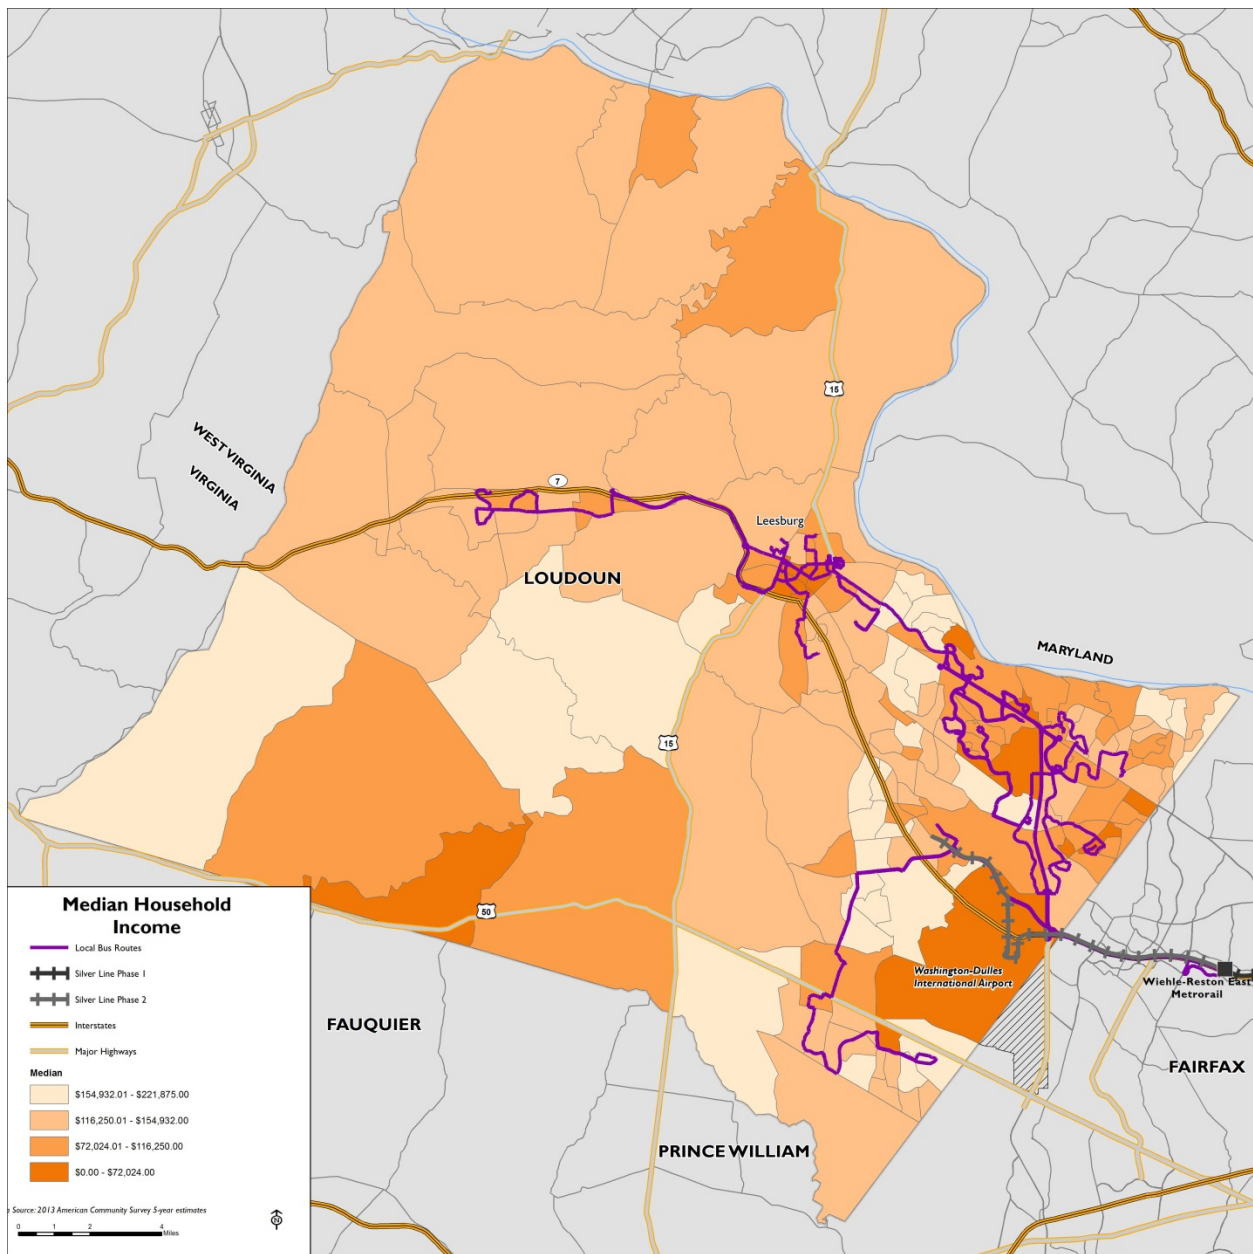 WEST VIRGINIA
VIRGINIA
15
7
Leesburg
LOUDOUN
MARYLAND
15
50
Washington-Dulles
International Airport
Wiehle-Reston East
Metrorail
FAUQUIER
FAIRFAX
PRINCE WILLIAM
Median Household
Income
Local Bus Routes
Silver Line Phase 1
Silver Line Phase 2
Interstates
Major Highways
Median
$154,932.01 - $221,875.00
$116,250.01 - $154,932.00
$72,024.01 - $116,250.00
$0.00 - $72,024.00
Source: 2013 American Community Survey 5-year estimates
N
0 1 2 4
Miles